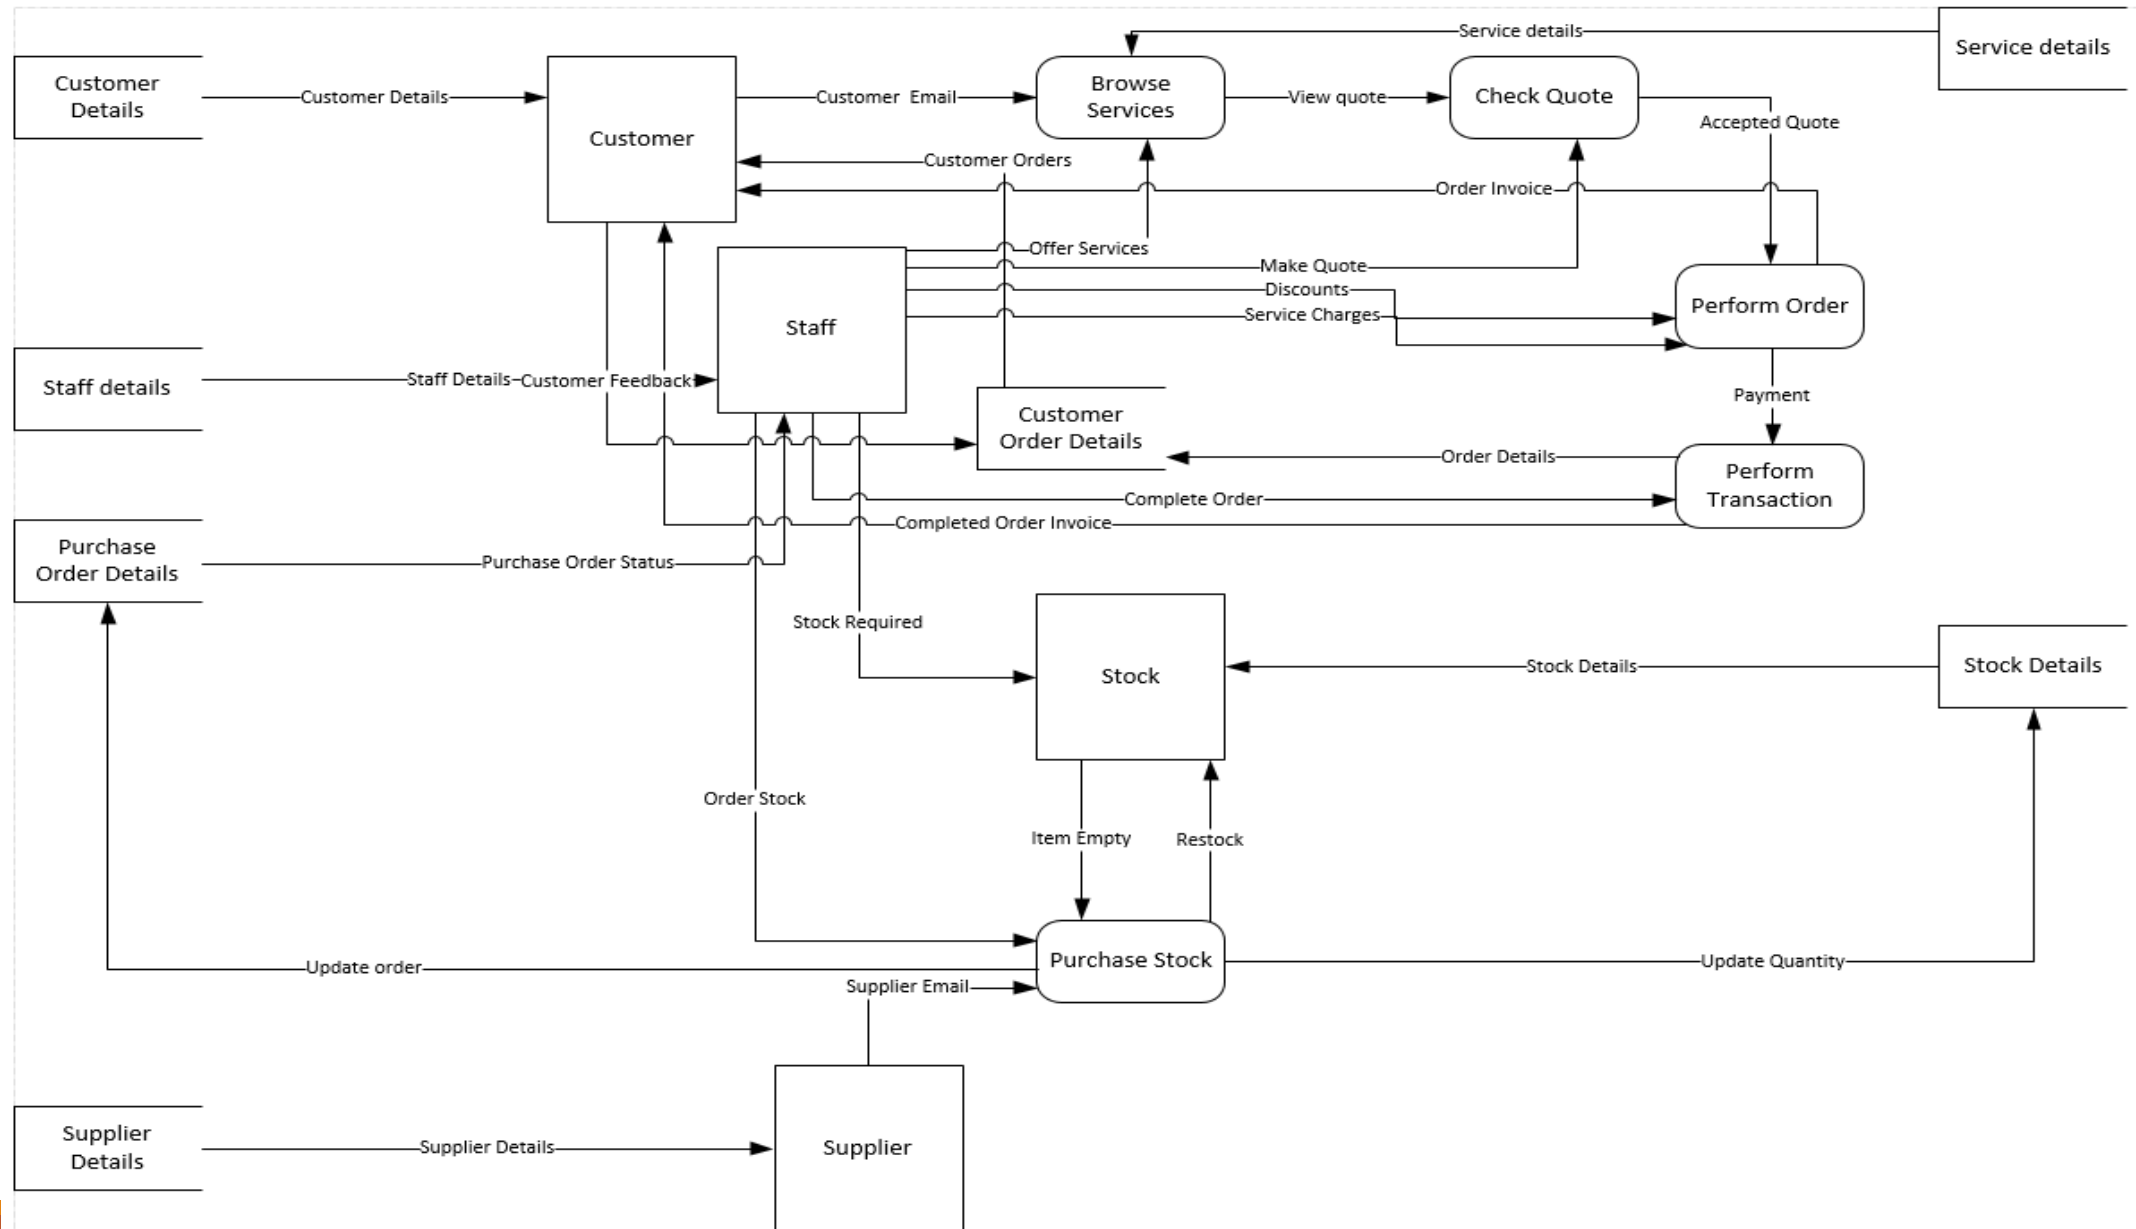 Service details
Service details
Customer
Details
Customer Details
Customer
Customer  Email
Browse
Services
View quote
Check Quote
Accepted Quote
Customer Orders
Order Invoice
Offer Services
Make Quote
Discounts
Service Charges
Perform Order
Staff
Staff details
Staff Details
Customer Feedback
Payment
Customer
Order Details
Order Details
Perform
Transaction
Complete Order
Completed Order Invoice
Purchase
Order Details
Purchase Order Status
Stock Required
Stock
Stock Details
Stock Details
Order Stock
Item Empty
Restock
Purchase Stock
Update order
Update Quantity
Supplier Email
Supplier
Details
Supplier Details
Supplier